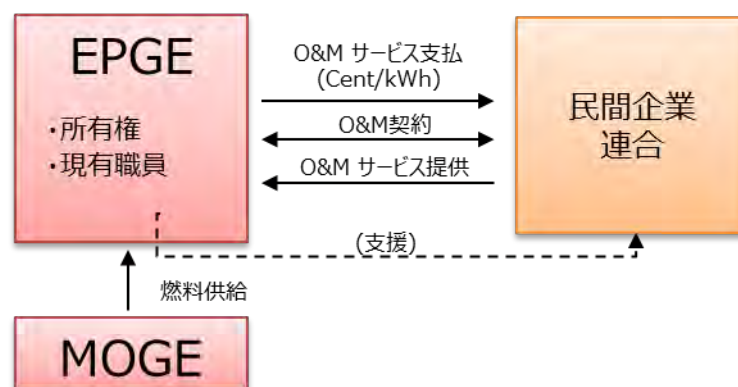 EPGE
・所有権
・現有職員
O&M サービス支払
(Cent/kWh)
O&M契約
O&M サービス提供
民間企業
連合
(支援)
燃料供給
MOGE